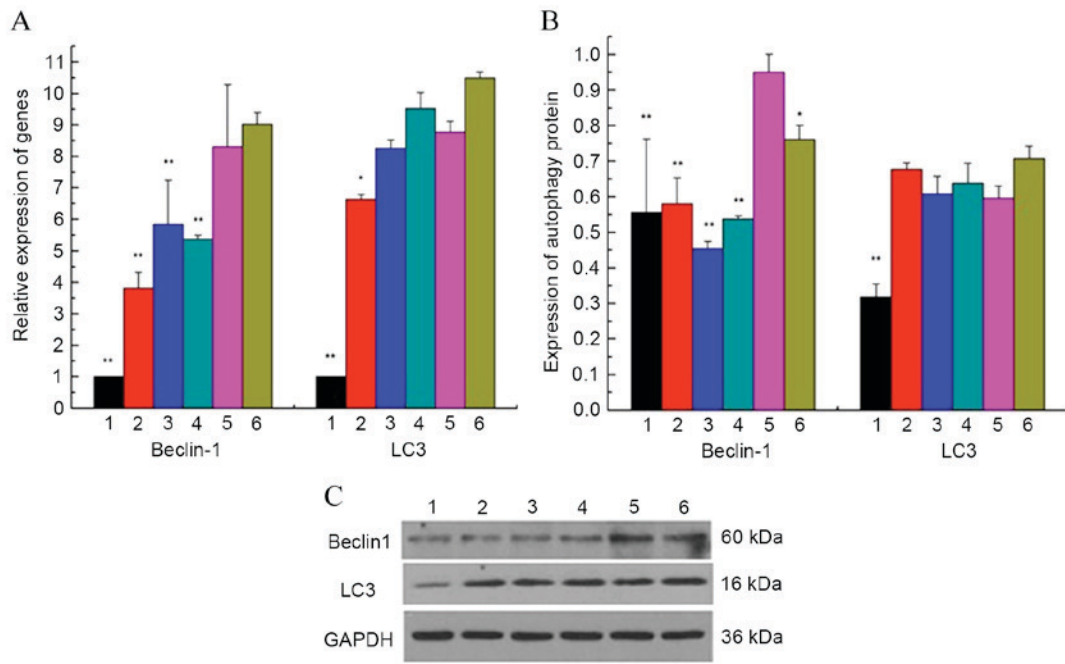 A
Relative expression of genes
11
10
9
8
7
6
5
4
3
2
1
0
** ** ** ** ** *
1 2 3 4 5 6 1 2 3 4 5 6
Beclin-1 LC3
B
Expression of autophagy protein
1.0
0.9
0.8
0.7
0.6
0.5
0.4
0.3
0.2
0.1
0.0
** ** ** ** * **
1 2 3 4 5 6 1 2 3 4 5 6
Beclin-1 LC3
C
1 2 3 4 5 6
Beclin1 60 kDa
LC3 16 kDa
GAPDH 36 kDa